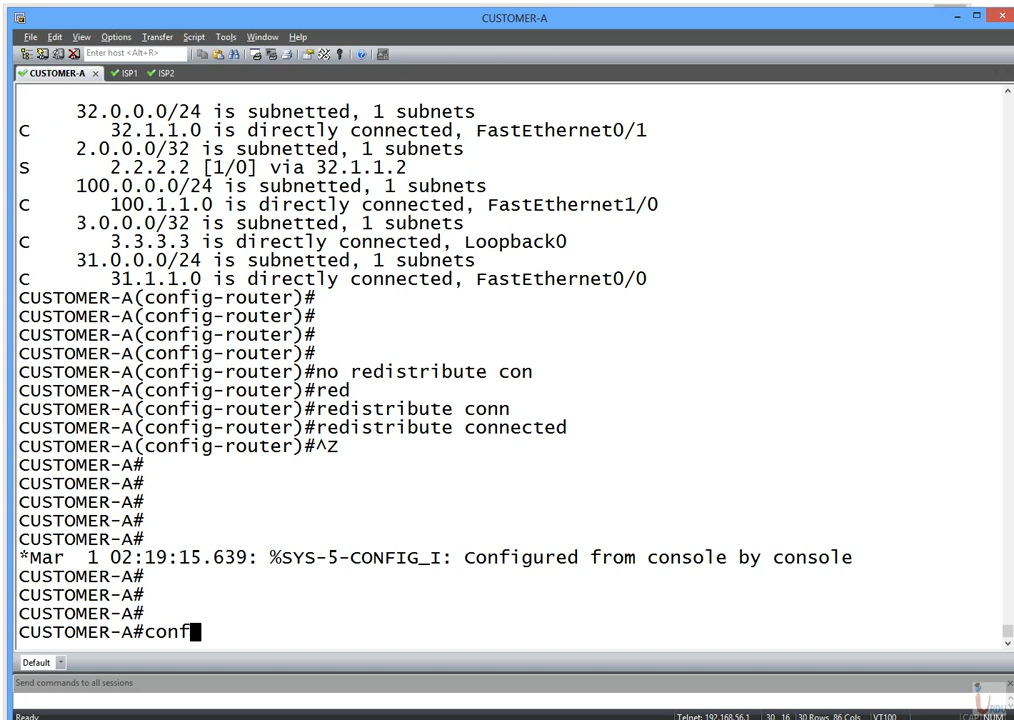 CUSTOMER-A
File Edit View Options Transfer Script Tools Window Help
Enter host <Alt+R>
CUSTOMER-A × ISP1 ISP2
32.0.0.0/24 is subnetted, 1 subnets
C 32.1.1.0 is directly connected, FastEthernet0/1
2.0.0.0/32 is subnetted, 1 subnets
S 2.2.2.2 [1/0] via 32.1.1.2
100.0.0.0/24 is subnetted, 1 subnets
C 100.1.1.0 is directly connected, FastEthernet1/0
3.0.0.0/32 is subnetted, 1 subnets
C 3.3.3.3 is directly connected, Loopback0
31.0.0.0/24 is subnetted, 1 subnets
C 31.1.1.0 is directly connected, FastEthernet0/0
CUSTOMER-A(config-router)#
CUSTOMER-A(config-router)#
CUSTOMER-A(config-router)#
CUSTOMER-A(config-router)#
CUSTOMER-A(config-router)#no redistribute con
CUSTOMER-A(config-router)#red
CUSTOMER-A(config-router)#redistribute conn
CUSTOMER-A(config-router)#redistribute connected
CUSTOMER-A(config-router)#^Z
CUSTOMER-A#
CUSTOMER-A#
CUSTOMER-A#
CUSTOMER-A#
CUSTOMER-A#
*Mar  1 02:19:15.639: %SYS-5-CONFIG_I: Configured from console by console
CUSTOMER-A#
CUSTOMER-A#
CUSTOMER-A#
CUSTOMER-A#conf
Default
Send commands to all sessions
Ready Telnet: 192.168.56.1 30, 16 30 Rows, 86 Cols VT100 CAP NUM
URDU